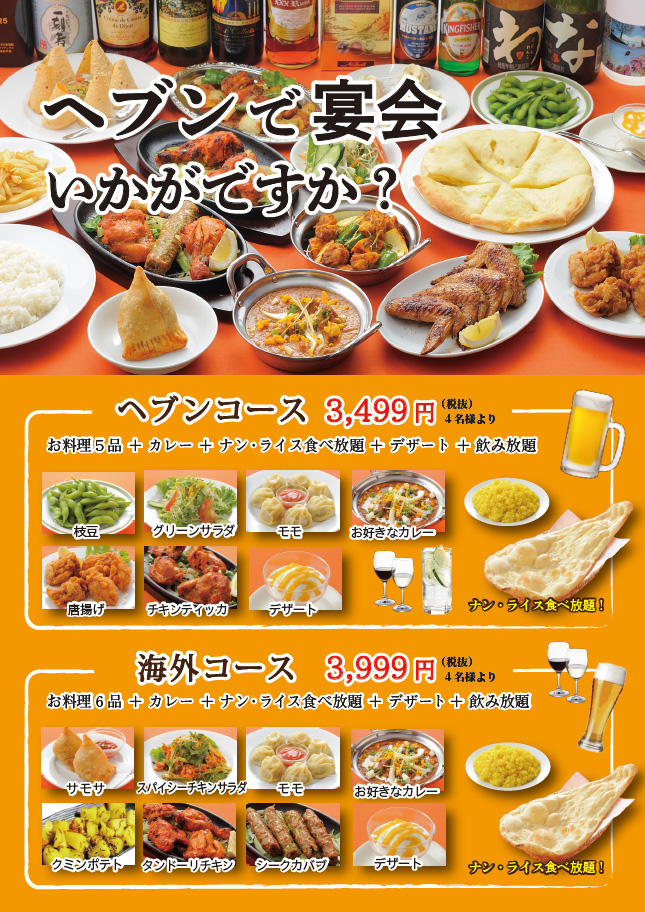 ヘブンで宴会
いかがですか？
MUSTANG
KINGFISHER
わ
な
ヘブンコース 3,499円（税抜）４名様より
お料理５品 ＋ カレー ＋ ナン・ライス食べ放題 ＋ デザート ＋ 飲み放題
枝豆
グリーンサラダ
モモ
お好きなカレー
唐揚げ
チキンティッカ
デザート
ナン・ライス食べ放題！
海外コース 3,999円（税抜）４名様より
お料理６品 ＋ カレー ＋ ナン・ライス食べ放題 ＋ デザート ＋ 飲み放題
サモサ
スパイシーチキンサラダ
モモ
お好きなカレー
クミンポテト
タンドーリチキン
シークカバブ
デザート
ナン・ライス食べ放題！